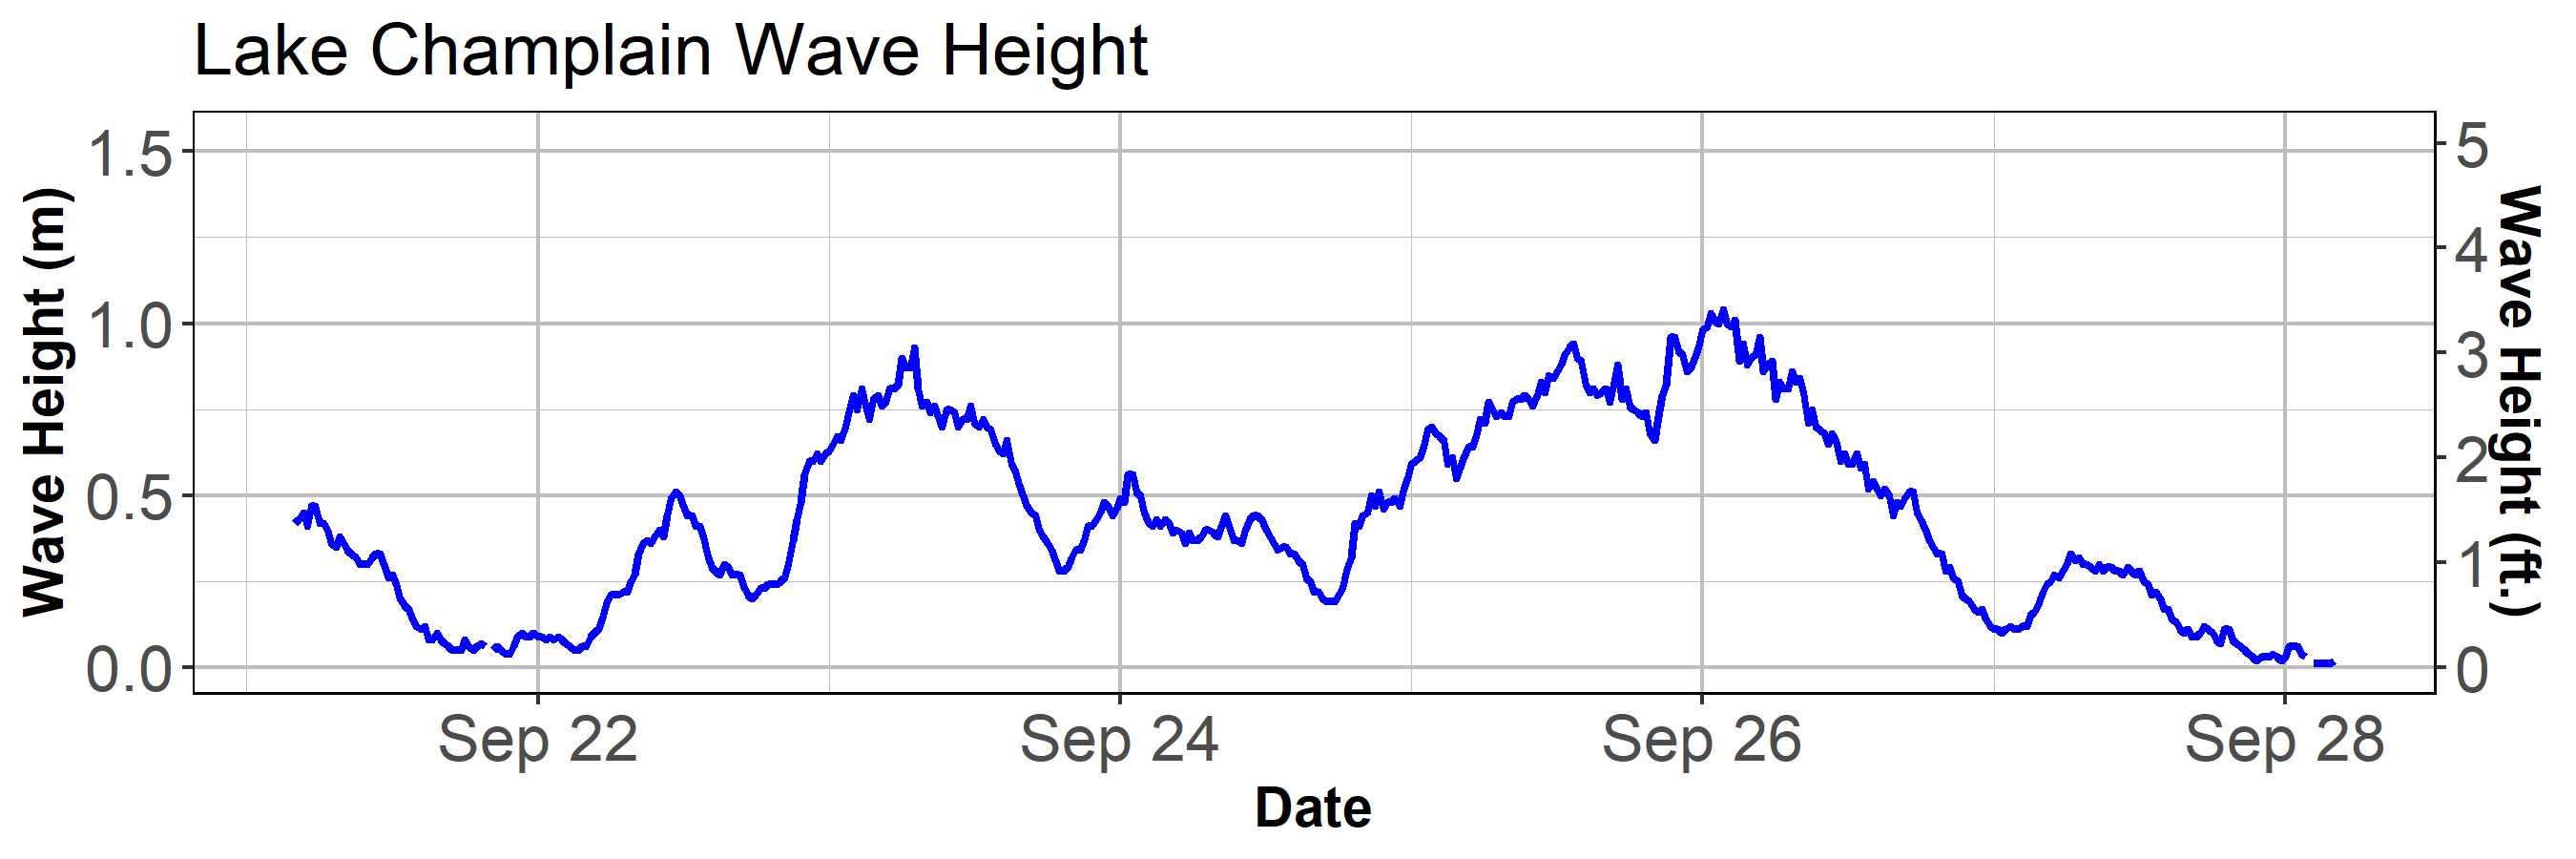 Lake Champlain Wave Height
Wave Height (m)
1.5
1.0
0.5
0.0
5
4
3
2
1
0
Wave Height (ft.)
Sep 22 Sep 24 Sep 26 Sep 28
Date